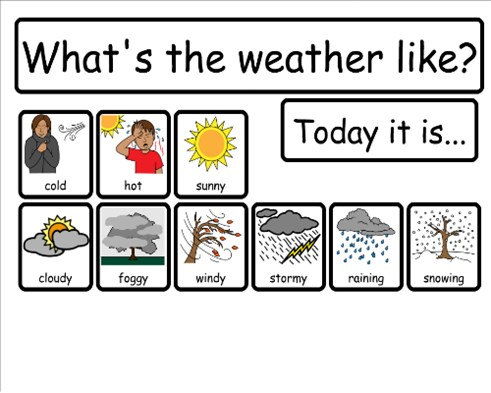 What's the weather like?
Today it is...
cold hot sunny
cloudy foggy windy stormy raining snowing